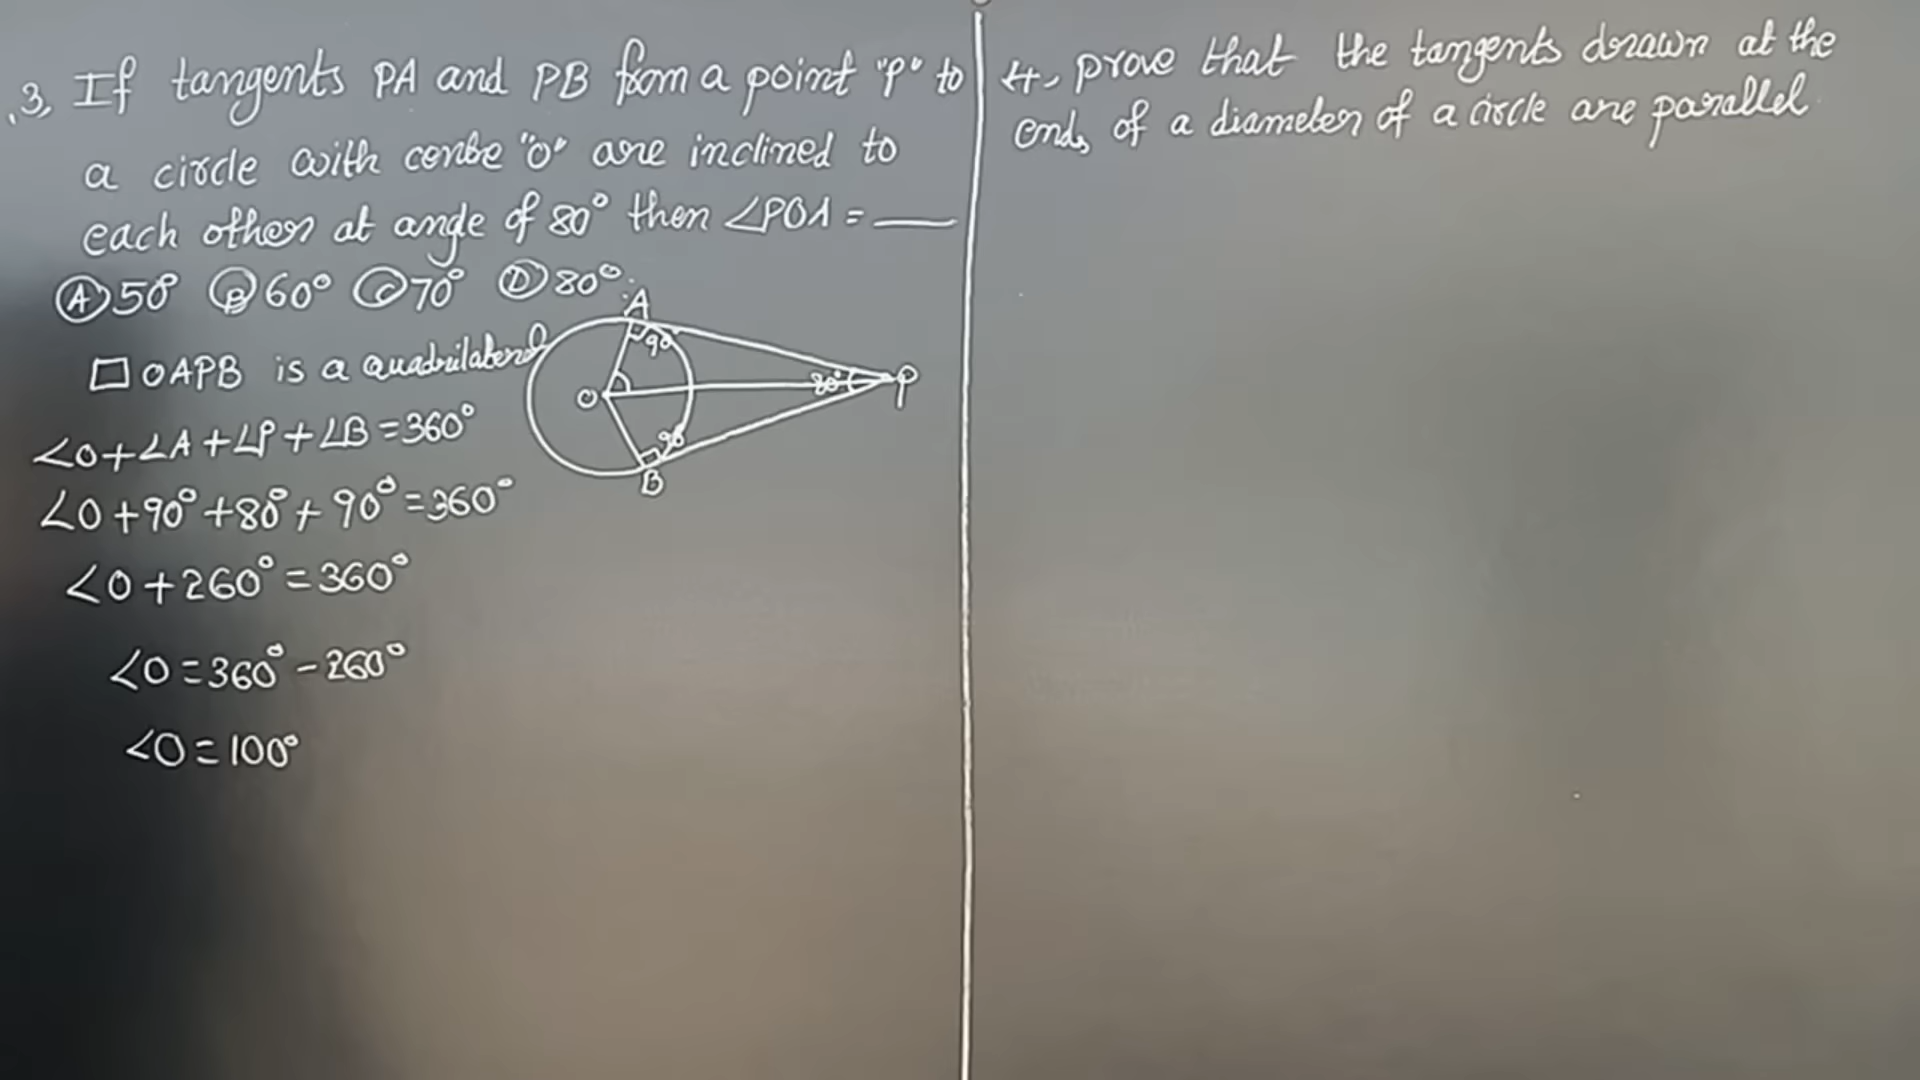 3, If tangents PA and PB from a point "P" to
a circle with centre "O" are inclined to
each other at angle of 80° then ∠POA = ____
Ⓐ 50° Ⓑ 60° Ⓒ 70° Ⓓ 80°
□ OAPB is a quadrilateral
∠O+∠A+∠P+∠B=360°
∠O+90°+80°+90°=360°
∠O+260°=360°
∠O=360°-260°
∠O=100°
A
90
O
80°
P
90
B
4, prove that the tangents drawn at the
ends of a diameter of a circle are parallel